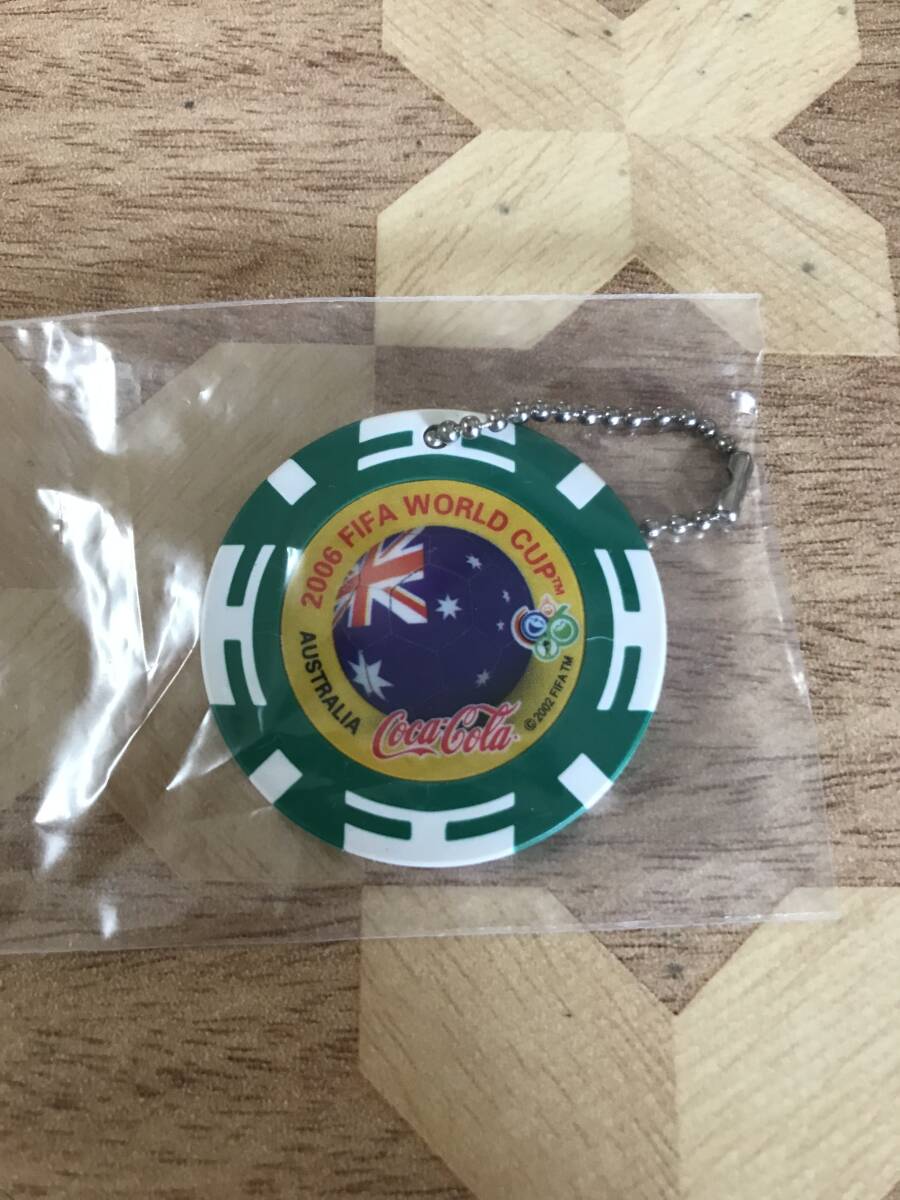 2006 FIFA WORLD CUP™
AUSTRALIA
Coca-Cola
©2002 FIFA TM